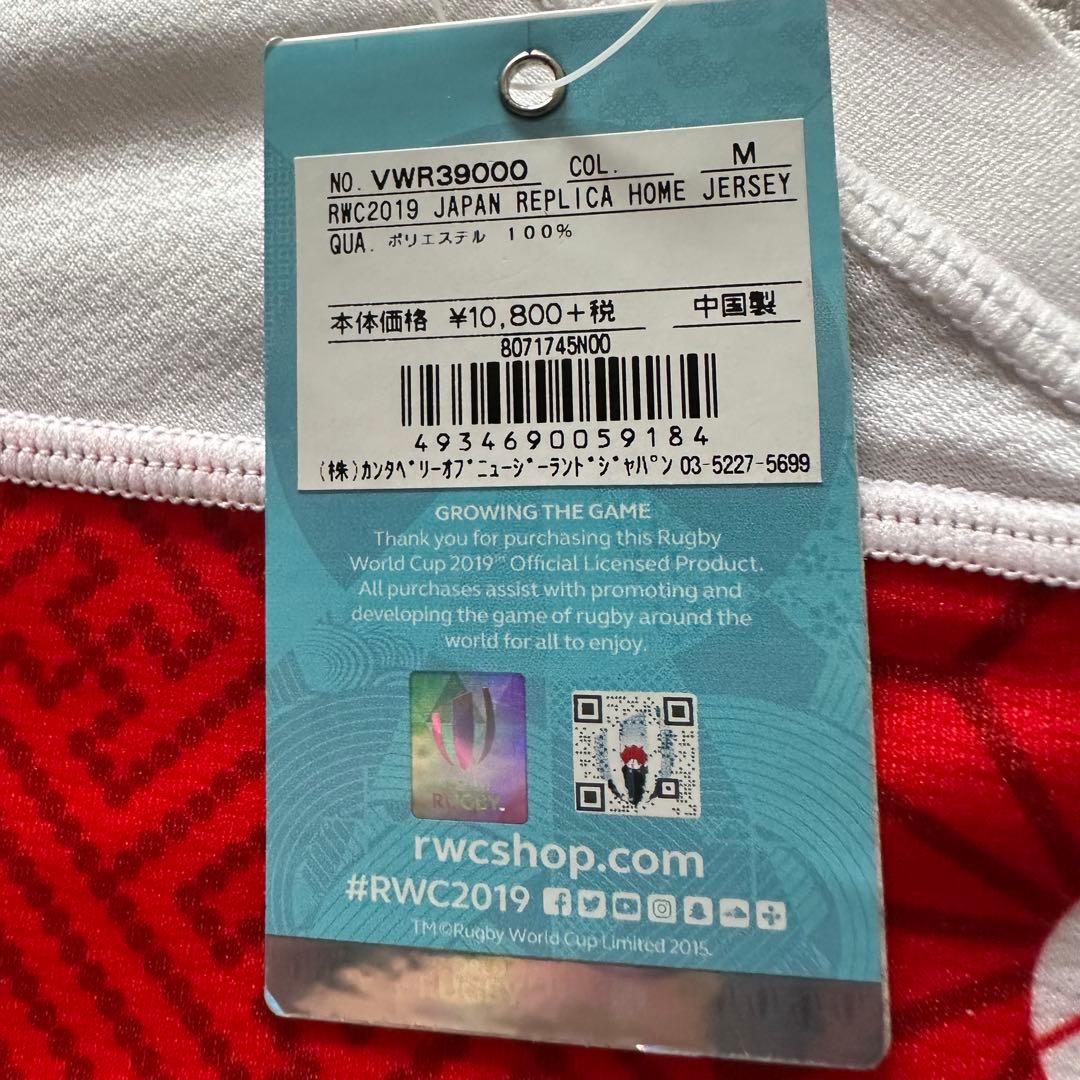 NO. VWR39000 COL. M
RWC2019 JAPAN REPLICA HOME JERSEY
QUA. ポリエステル 100%
本体価格 ¥10,800+税 中国製
8071745N00
4934690059184
(株)カンタベリーオブニュージーランドジャパン 03-5227-5699
GROWING THE GAME
Thank you for purchasing this Rugby
World Cup 2019™ Official Licensed Product.
All purchases assist with promoting and
developing the game of rugby around the
world for all to enjoy.
RUGBY
rwcshop.com
#RWC2019
TM©Rugby World Cup Limited 2015.
RUGBY